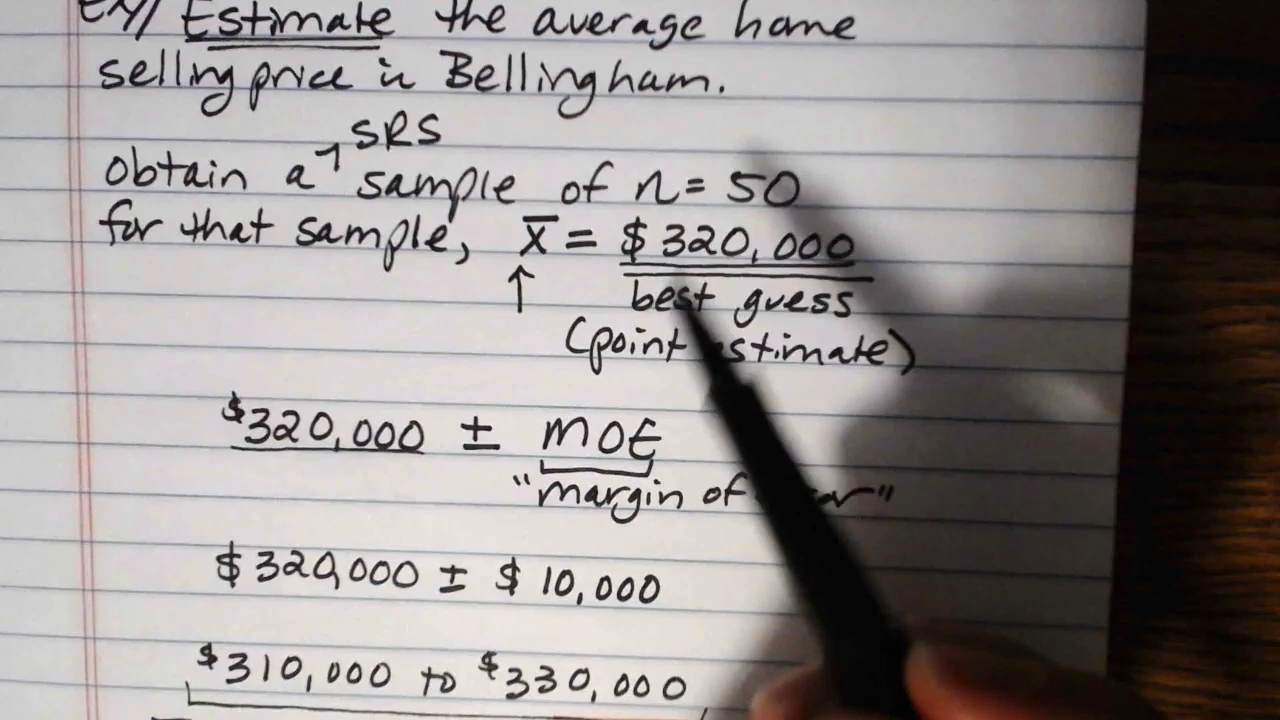 Estimate the average home
selling price in Bellingham.
SRS
obtain a sample of n = 50
for that sample, x̄ = $320,000
↑ best guess
(point estimate)
$320,000 ± MOE
"margin of
$320,000 ± $10,000
$310,000 to $330,000